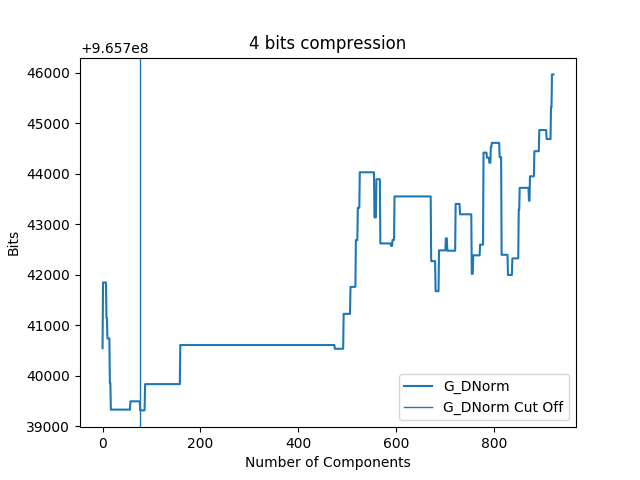 4 bits compression
+9.657e8
46000
45000
44000
43000
42000
41000
40000
39000
Bits
0 200 400 600 800
Number of Components
G_DNorm
G_DNorm Cut Off